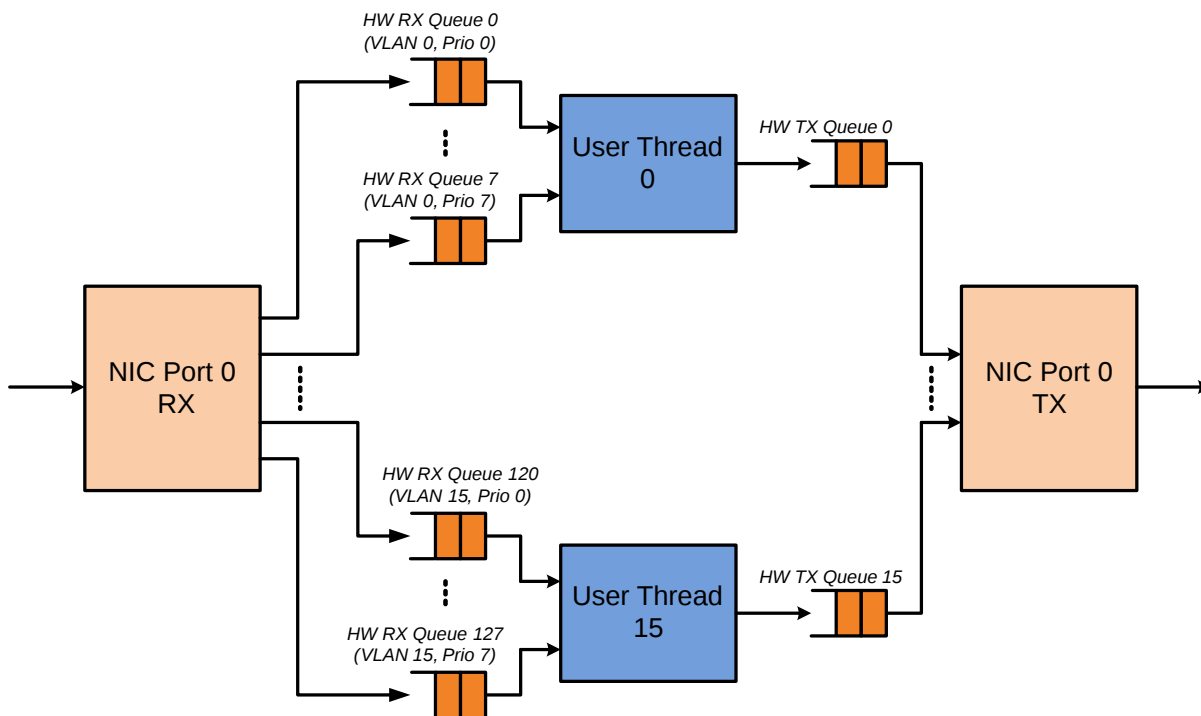 HW RX Queue 0
(VLAN 0, Prio 0)
HW RX Queue 7
(VLAN 0, Prio 7)
User Thread
0
HW TX Queue 0
NIC Port 0
RX
NIC Port 0
TX
HW RX Queue 120
(VLAN 15, Prio 0)
HW RX Queue 127
(VLAN 15, Prio 7)
User Thread
15
HW TX Queue 15